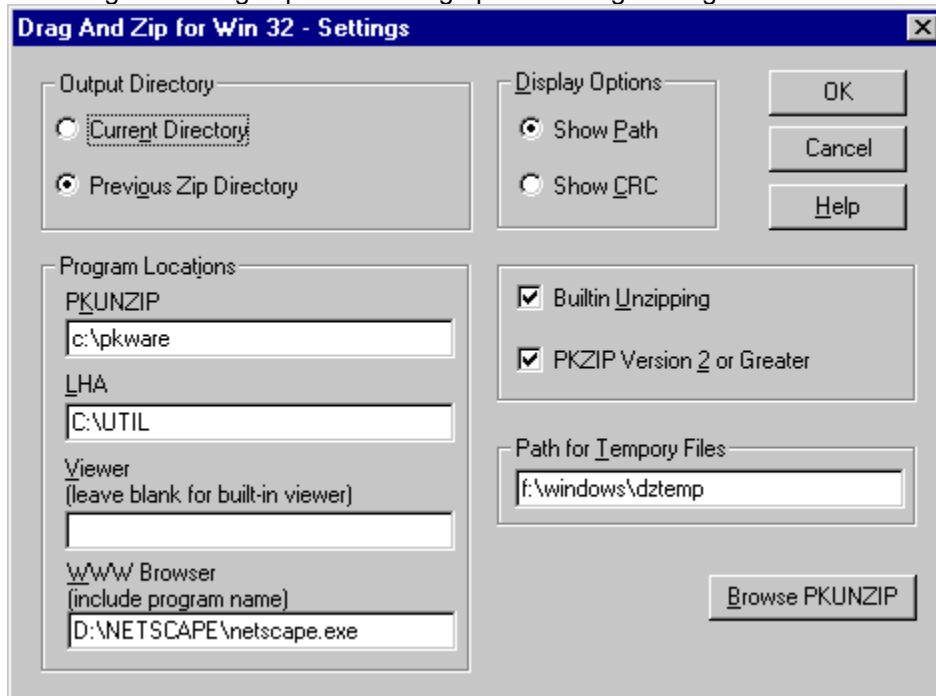 Drag And Zip for Win 32 - Settings
Output Directory
Current Directory
Previous Zip Directory
Display Options
Show Path
Show CRC
OK
Cancel
Help
Program Locations
PKUNZIP
c:\pkware
LHA
C:\UTIL
Viewer
(leave blank for built-in viewer)
WWW Browser
(include program name)
D:\NETSCAPE\netscape.exe
Builtin Unzipping
PKZIP Version 2 or Greater
Path for Tempory Files
f:\windows\dztemp
Browse PKUNZIP